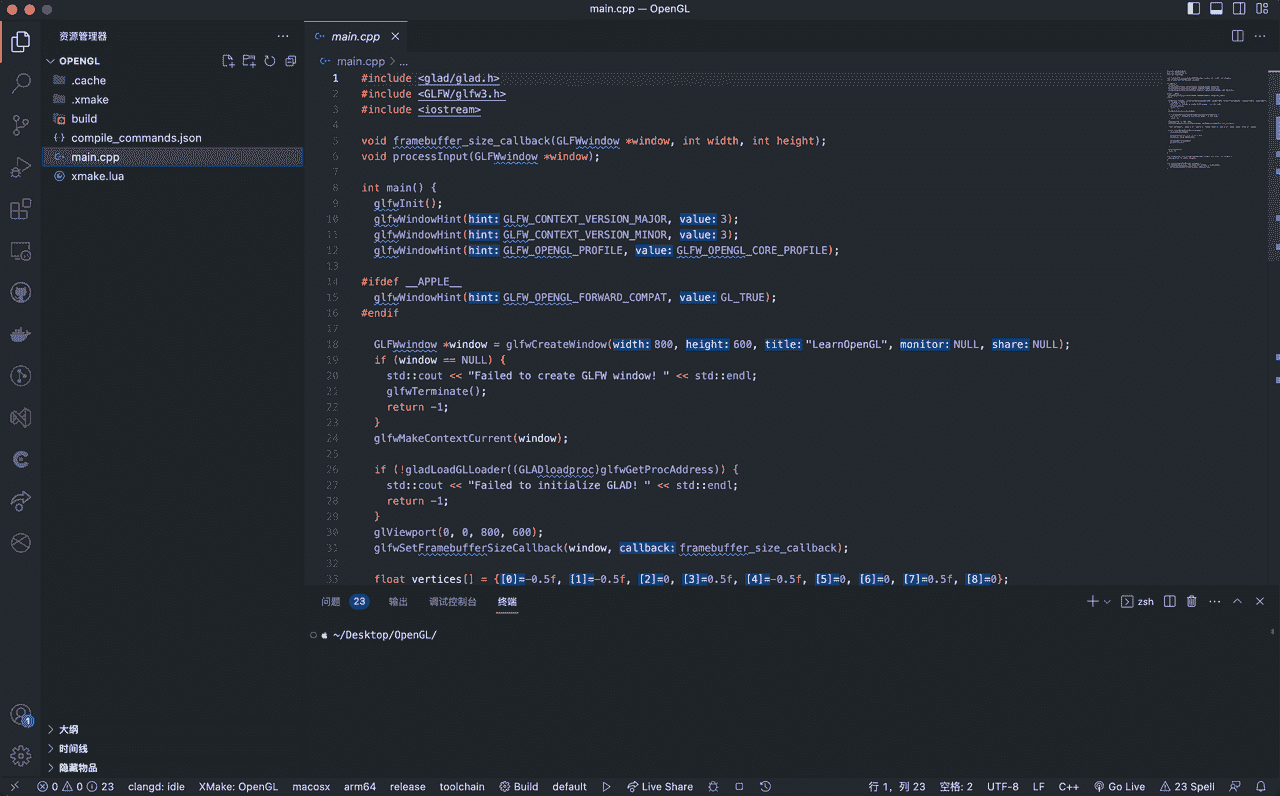 main.cpp — OpenGL
资源管理器
main.cpp
OPENGL
.cache
.xmake
build
compile_commands.json
main.cpp
xmake.lua
大纲
时间线
隐藏物品
main.cpp > ...
1 #include <glad/glad.h>
2 #include <GLFW/glfw3.h>
3 #include <iostream>
4
5 void framebuffer_size_callback(GLFWwindow *window, int width, int height);
6 void processInput(GLFWwindow *window);
7
8 int main() {
9 glfwInit();
10 glfwWindowHint(hint: GLFW_CONTEXT_VERSION_MAJOR, value: 3);
11 glfwWindowHint(hint: GLFW_CONTEXT_VERSION_MINOR, value: 3);
12 glfwWindowHint(hint: GLFW_OPENGL_PROFILE, value: GLFW_OPENGL_CORE_PROFILE);
13
14 #ifdef __APPLE__
15 glfwWindowHint(hint: GLFW_OPENGL_FORWARD_COMPAT, value: GL_TRUE);
16 #endif
17
18 GLFWwindow *window = glfwCreateWindow(width: 800, height: 600, title: "LearnOpenGL", monitor: NULL, share: NULL);
19 if (window == NULL) {
20 std::cout << "Failed to create GLFW window! " << std::endl;
21 glfwTerminate();
22 return -1;
23 }
24 glfwMakeContextCurrent(window);
25
26 if (!gladLoadGLLoader((GLADloadproc)glfwGetProcAddress)) {
27 std::cout << "Failed to initialize GLAD! " << std::endl;
28 return -1;
29 }
30 glViewport(0, 0, 800, 600);
31 glfwSetFramebufferSizeCallback(window, callback: framebuffer_size_callback);
32
33 float vertices[] = {[0]=-0.5f, [1]=-0.5f, [2]=0, [3]=0.5f, [4]=-0.5f, [5]=0, [6]=0, [7]=0.5f, [8]=0};
问题 23 输出 调试控制台 终端 zsh
~/Desktop/OpenGL/
1
0 0 23 clangd: idle XMake: OpenGL macosx arm64 release toolchain Build default Live Share 行 1，列 23 空格: 2 UTF-8 LF C++ Go Live 23 Spell